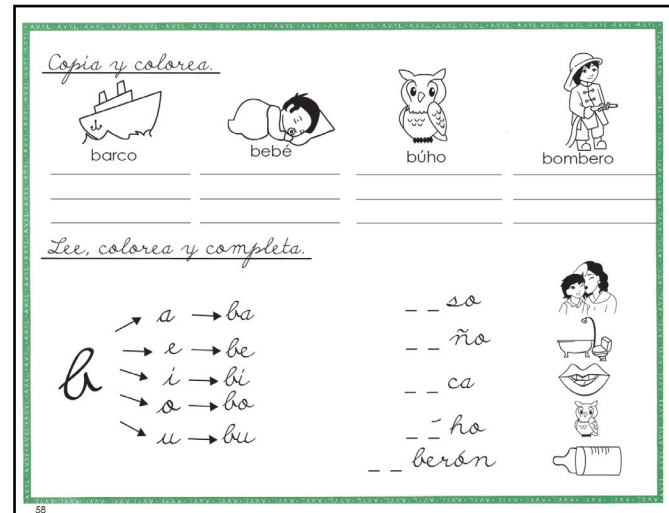 Copia y colorea.
barco
bebé
búho
bombero
Lee, colorea y completa.
b
a → ba
e → be
i → bi
o → bo
u → bu
_ _ so
_ _ ño
_ _ ca
_ _́ ho
_ _ berón
58